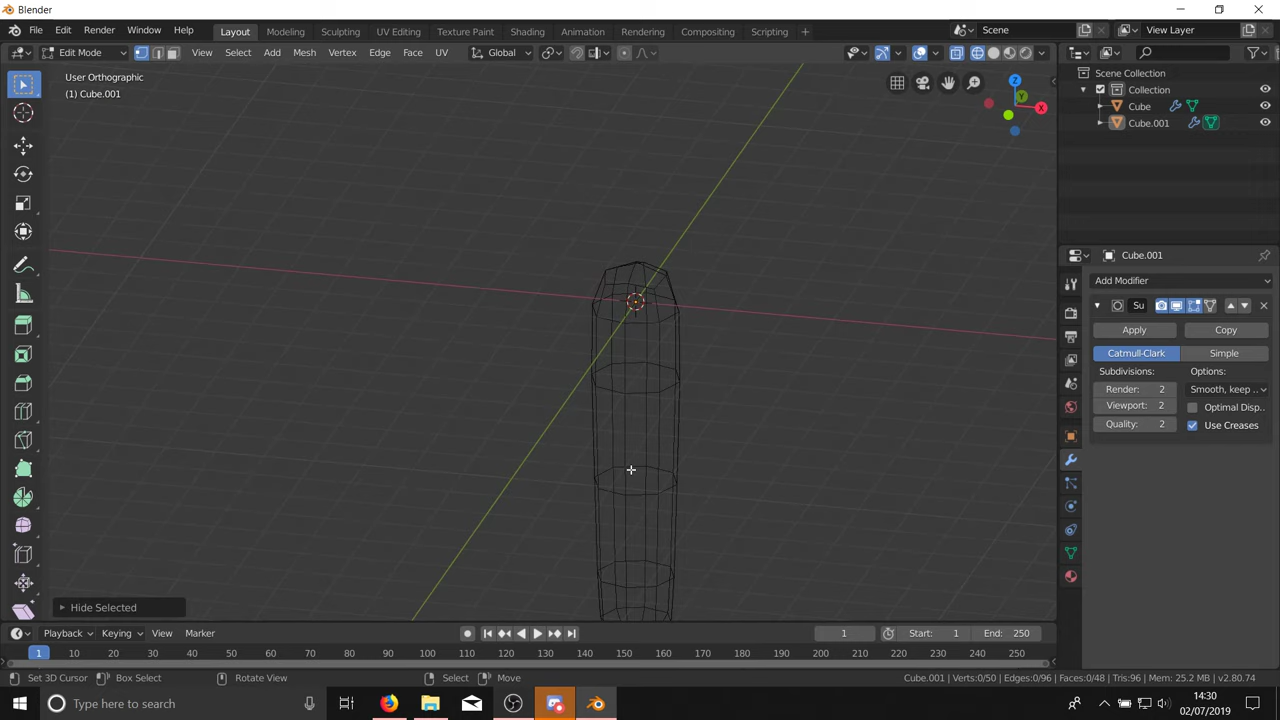 Blender
File Edit Render Window Help Layout Modeling Sculpting UV Editing Texture Paint Shading Animation Rendering Compositing Scripting + Scene View Layer
Edit Mode View Select Add Mesh Vertex Edge Face UV Global
User Orthographic
(1) Cube.001
Z
Y
X
Scene Collection
Collection
Cube
Cube.001
Cube.001
Add Modifier
Su
Apply Copy
Catmull-Clark Simple
Subdivisions: Options:
Render: 2 Smooth, keep ..
Viewport: 2 Optimal Disp..
Quality: 2 Use Creases
Hide Selected
Playback Keying View Marker 1 Start: 1 End: 250
1 10 20 30 40 50 60 70 80 90 100 110 120 130 140 150 160 170 180 190 200 210 220 230 240 250
Set 3D Cursor Box Select Rotate View Select Move Cube.001 | Verts:0/50 | Edges:0/96 | Faces:0/48 | Tris:96 | Mem: 25.2 MB | v2.80.74
Type here to search
14:30
02/07/2019